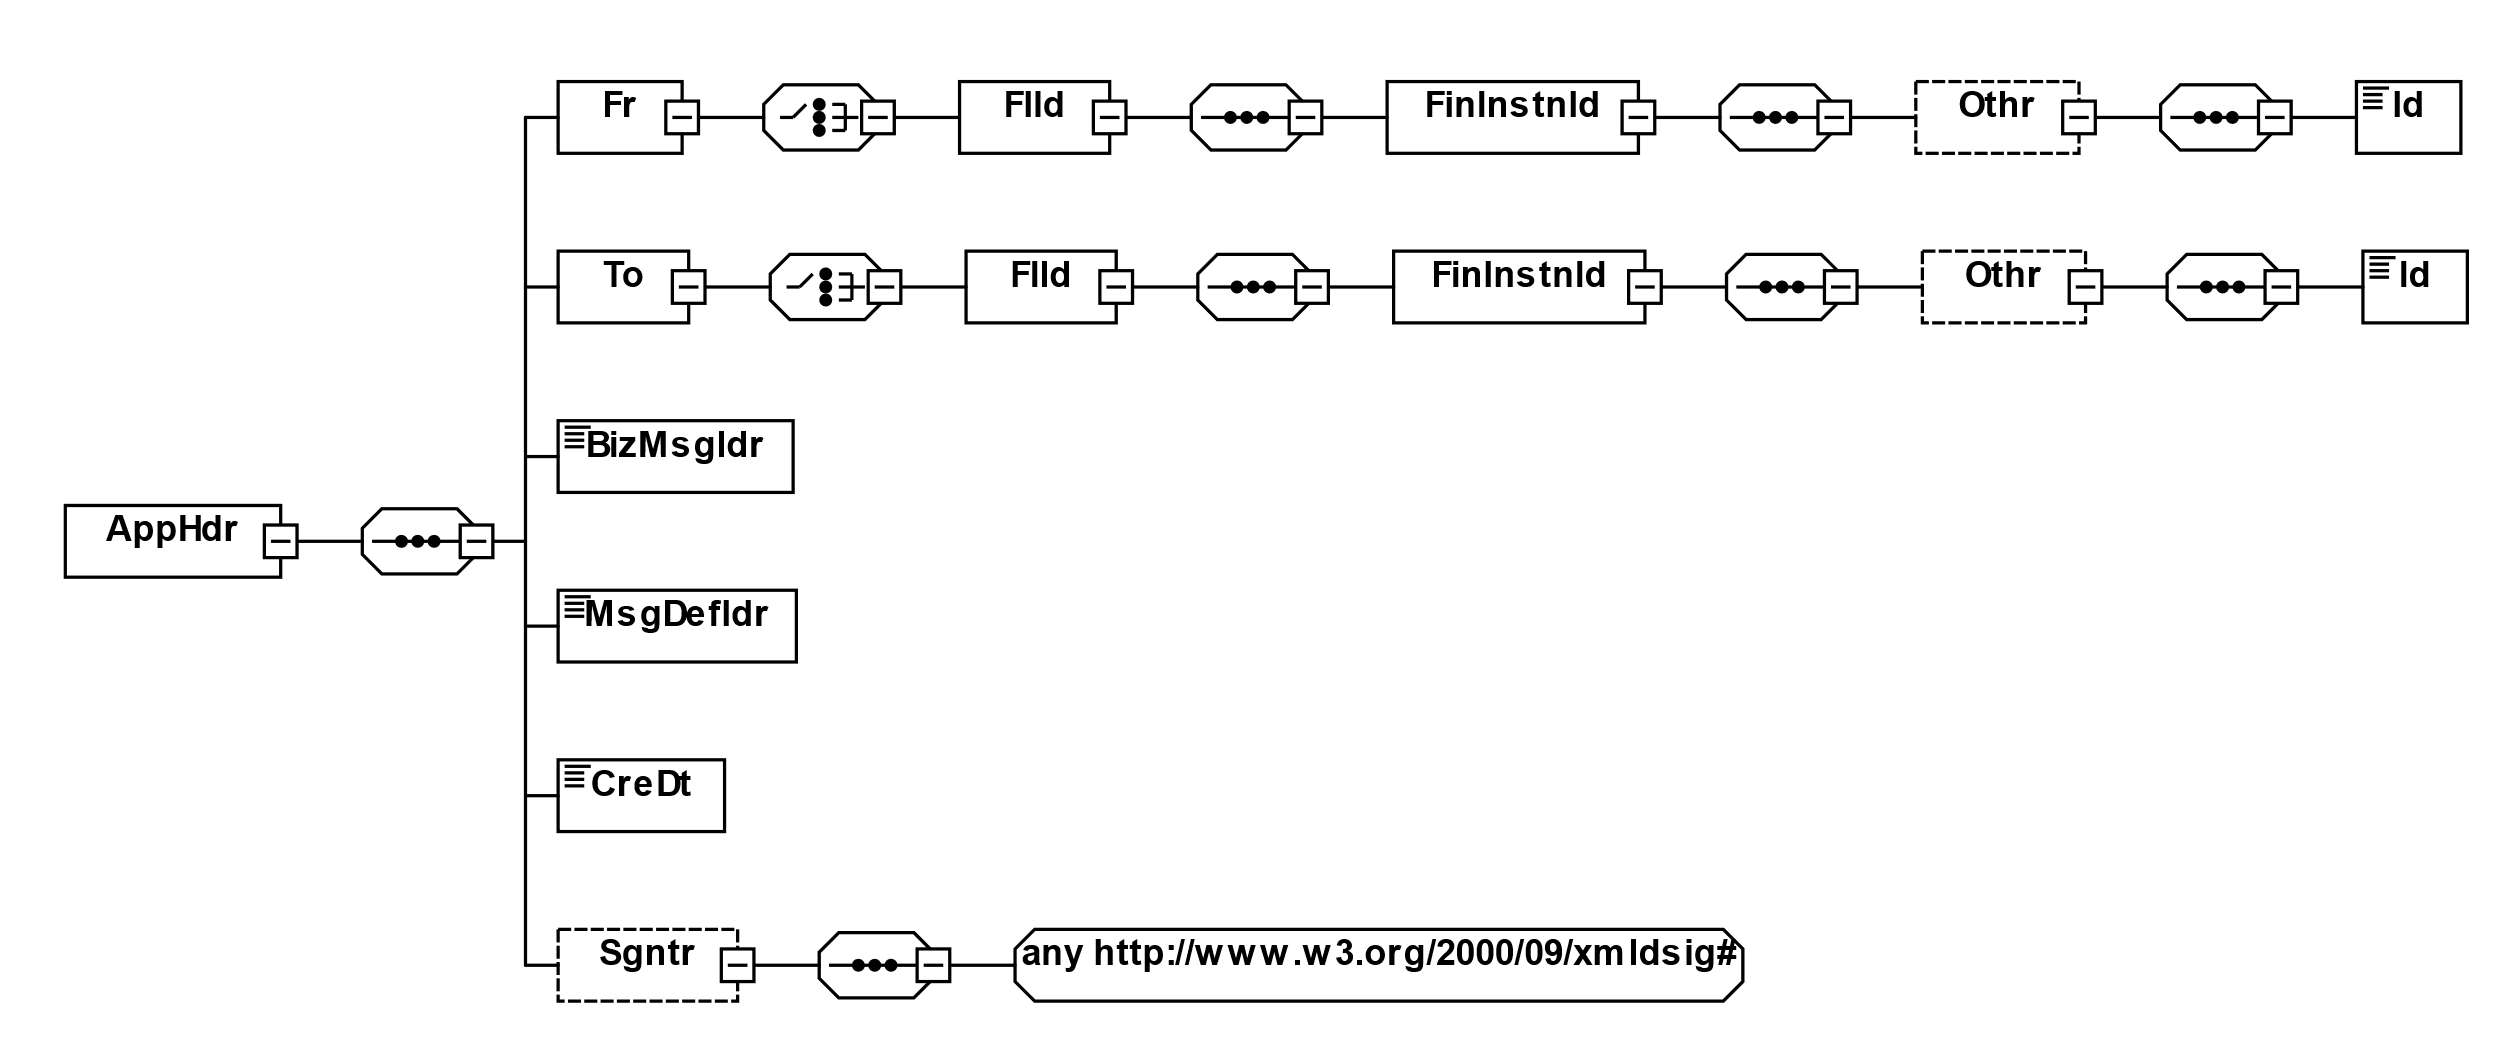 Fr FIId FinInstnId Othr Id
To FIId FinInstnId Othr Id
BizMsgIdr
AppHdr
MsgDefIdr
CreDt
Sgntr any http://www.w3.org/2000/09/xmldsig#